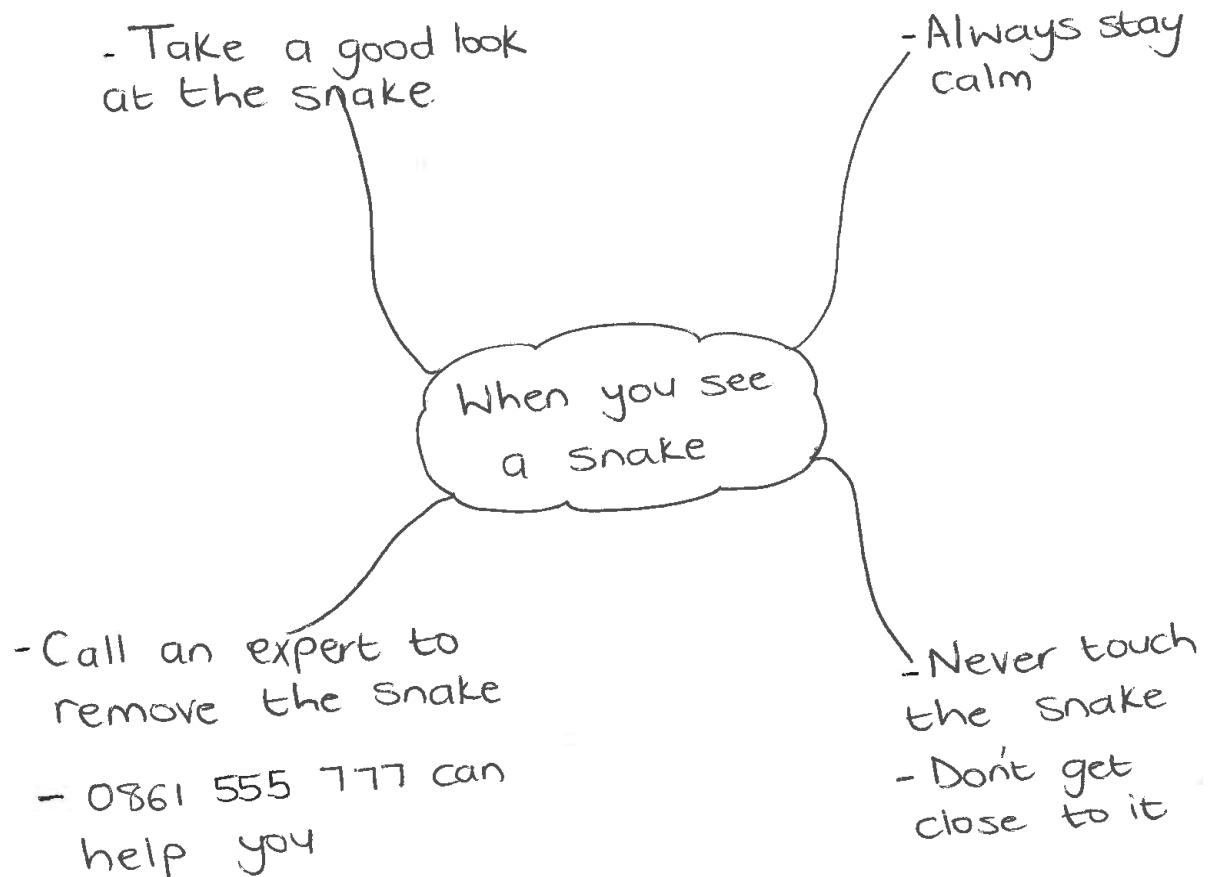 - Take a good look
at the snake
- Always stay
calm
When you see
a snake
- Call an expert to
remove the snake
- 0861 555 777 can
help you
- Never touch
the snake
- Don't get
close to it